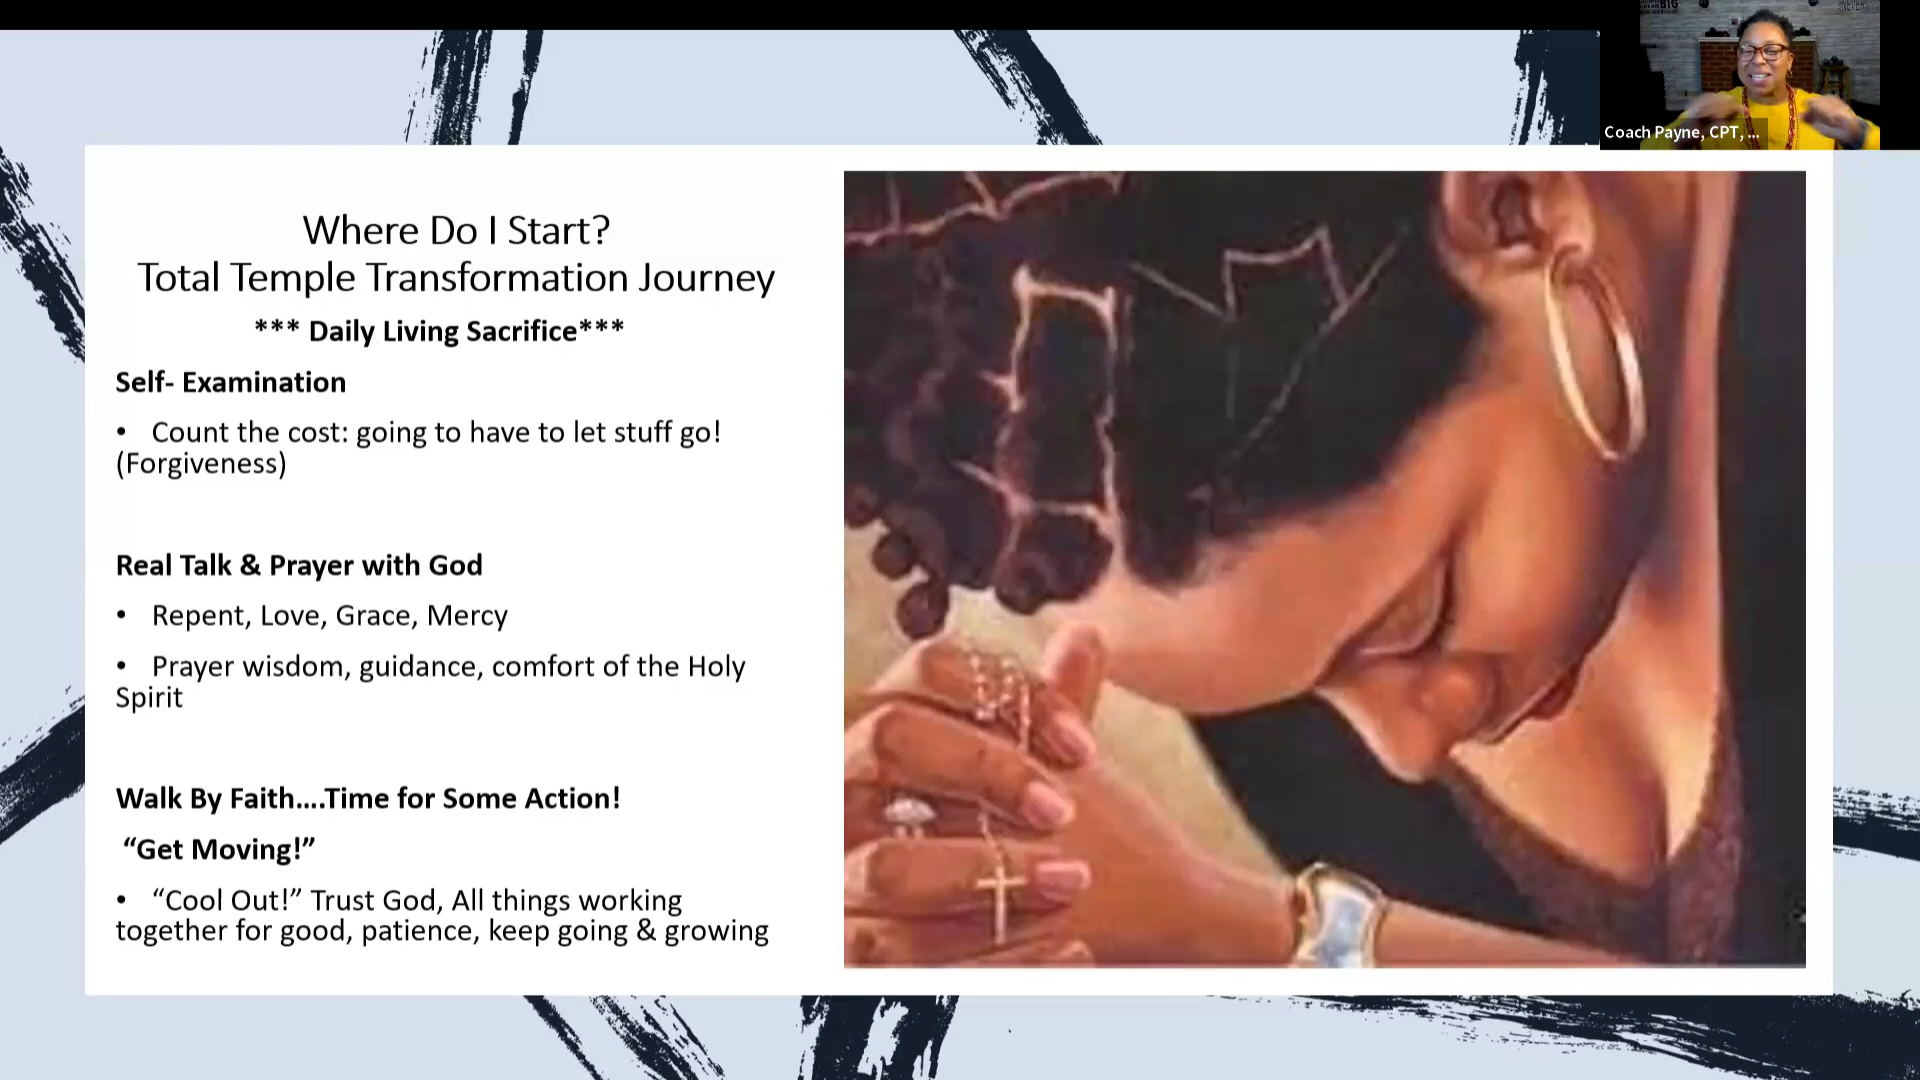 BIG
Coach Payne, CPT, ...
Where Do I Start?
Total Temple Transformation Journey
*** Daily Living Sacrifice***
Self- Examination
• Count the cost: going to have to let stuff go!
(Forgiveness)
Real Talk & Prayer with God
• Repent, Love, Grace, Mercy
• Prayer wisdom, guidance, comfort of the Holy
Spirit
Walk By Faith....Time for Some Action!
“Get Moving!”
• “Cool Out!” Trust God, All things working
together for good, patience, keep going & growing